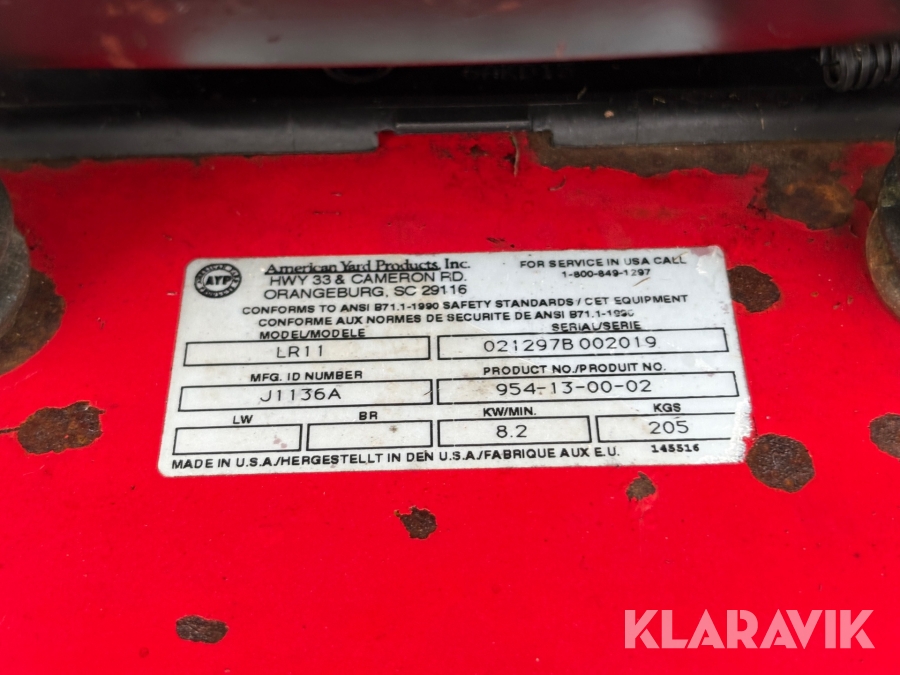 KLARAVIK
AYP
American Yard Products, Inc.
HWY 33 & CAMERON RD.
ORANGEBURG, SC 29116
FOR SERVICE IN USA CALL
1-800-849-1297
CONFORMS TO ANSI B71.1-1990 SAFETY STANDARDS / CET EQUIPMENT
CONFORME AUX NORMES DE SECURITE DE ANSI B71.1-1990
MODEL/MODELE SERIAL/SERIE
LR11 021297B 002019
MFG. ID NUMBER PRODUCT NO./PRODUIT NO.
J1136A 954-13-00-02
LW BR KW/MIN. KGS
8.2 205
MADE IN U.S.A./HERGESTELLT IN DEN U.S.A./FABRIQUE AUX E.U. 145516
KLARAVIK